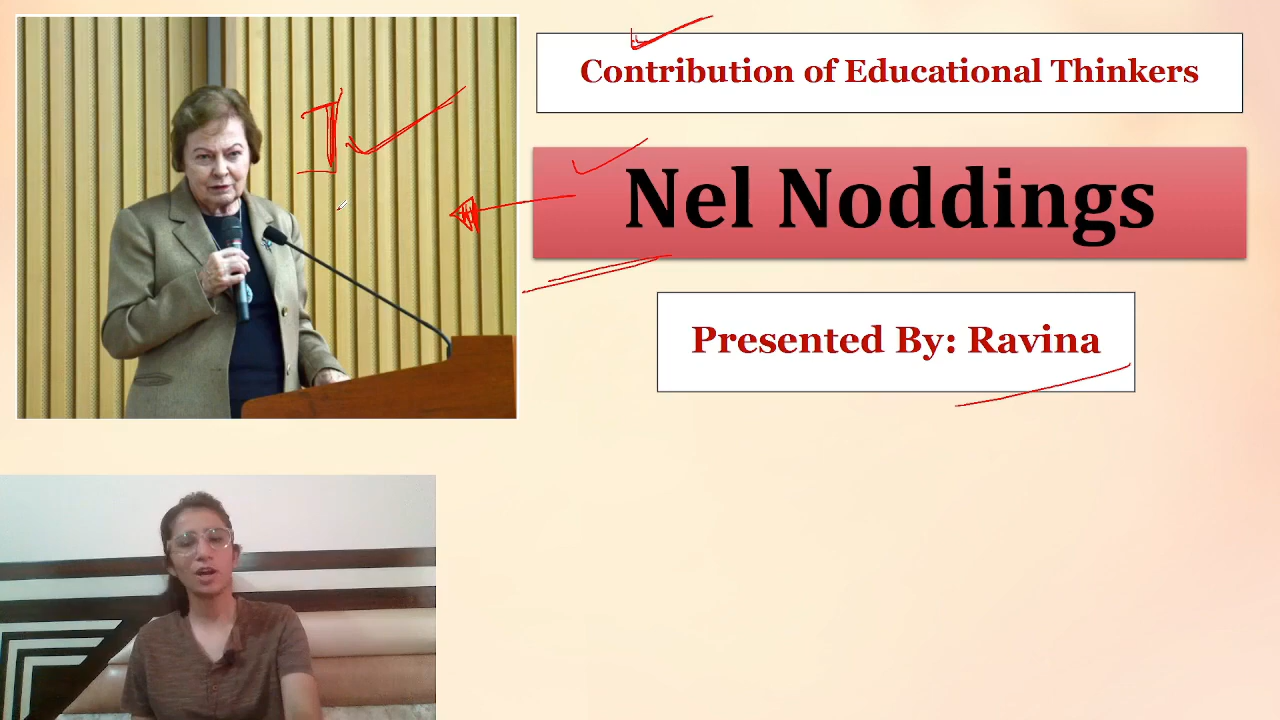 Contribution of Educational Thinkers
Nel Noddings
Presented By: Ravina